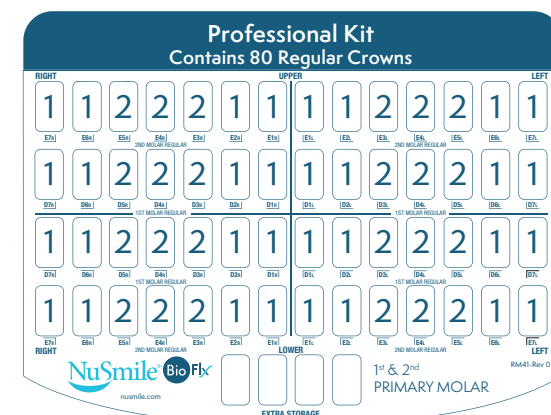 Professional Kit
Contains 80 Regular Crowns
RIGHT UPPER LEFT
1 1 2 2 2 1 1 1 1 2 2 2 1 1
E7R E6R E5R E4R E3R E2R E1R E1L E2L E3L E4L E5L E6L E7L
2ND MOLAR REGULAR 2ND MOLAR REGULAR
1 1 2 2 2 1 1 1 1 2 2 2 1 1
D7R D6R D5R D4R D3R D2R D1R D1L D2L D3L D4L D5L D6L D7L
1ST MOLAR REGULAR 1ST MOLAR REGULAR
1 1 2 2 2 1 1 1 1 2 2 2 1 1
D7R D6R D5R D4R D3R D2R D1R D1L D2L D3L D4L D5L D6L D7L
1ST MOLAR REGULAR 1ST MOLAR REGULAR
1 1 2 2 2 1 1 1 1 2 2 2 1 1
E7R E6R E5R E4R E3R E2R E1R E1L E2L E3L E4L E5L E6L E7L
2ND MOLAR REGULAR 2ND MOLAR REGULAR
RIGHT LOWER LEFT
NuSmile® BioFlx
nusmile.com
1st & 2nd
PRIMARY MOLAR
RM41-Rev 0
EXTRA STORAGE